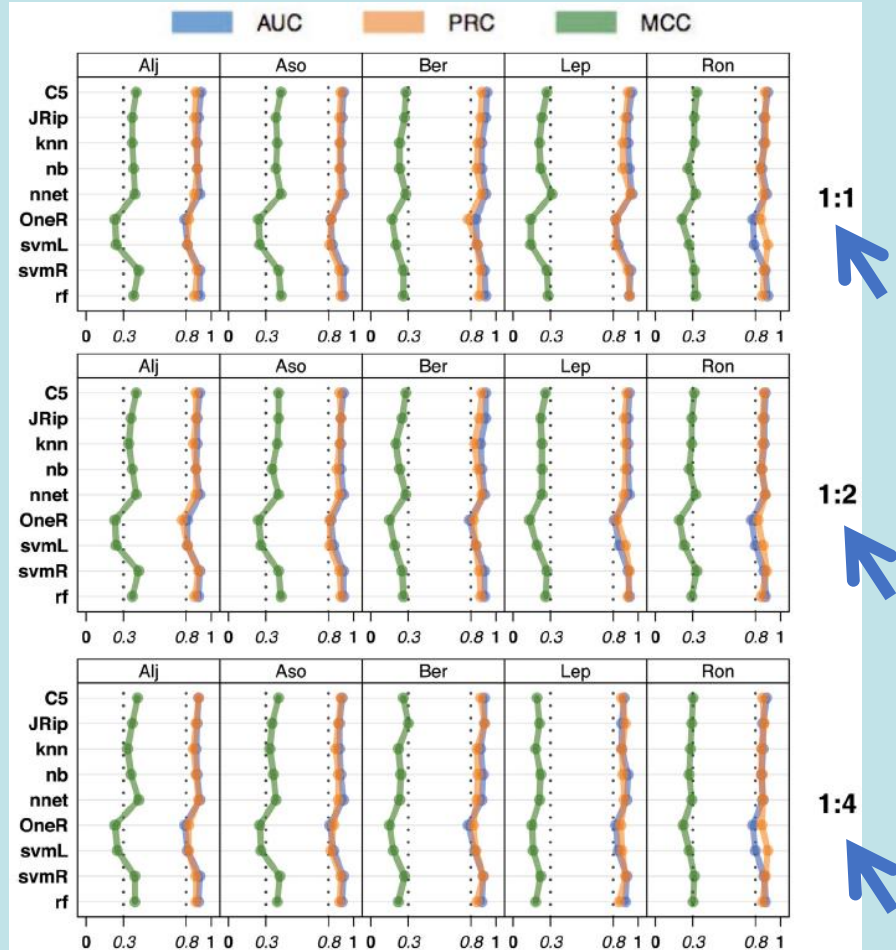 AUC PRC MCC
Alj Aso Ber Lep Ron
C5
JRip
knn
nb
nnet
OneR
svmL
svmR
rf
1:1
0 0.3 0.8 1 0 0.3 0.8 1 0 0.3 0.8 1 0 0.3 0.8 1 0 0.3 0.8 1
Alj Aso Ber Lep Ron
C5
JRip
knn
nb
nnet
OneR
svmL
svmR
rf
1:2
0 0.3 0.8 1 0 0.3 0.8 1 0 0.3 0.8 1 0 0.3 0.8 1 0 0.3 0.8 1
Alj Aso Ber Lep Ron
C5
JRip
knn
nb
nnet
OneR
svmL
svmR
rf
1:4
0 0.3 0.8 1 0 0.3 0.8 1 0 0.3 0.8 1 0 0.3 0.8 1 0 0.3 0.8 1